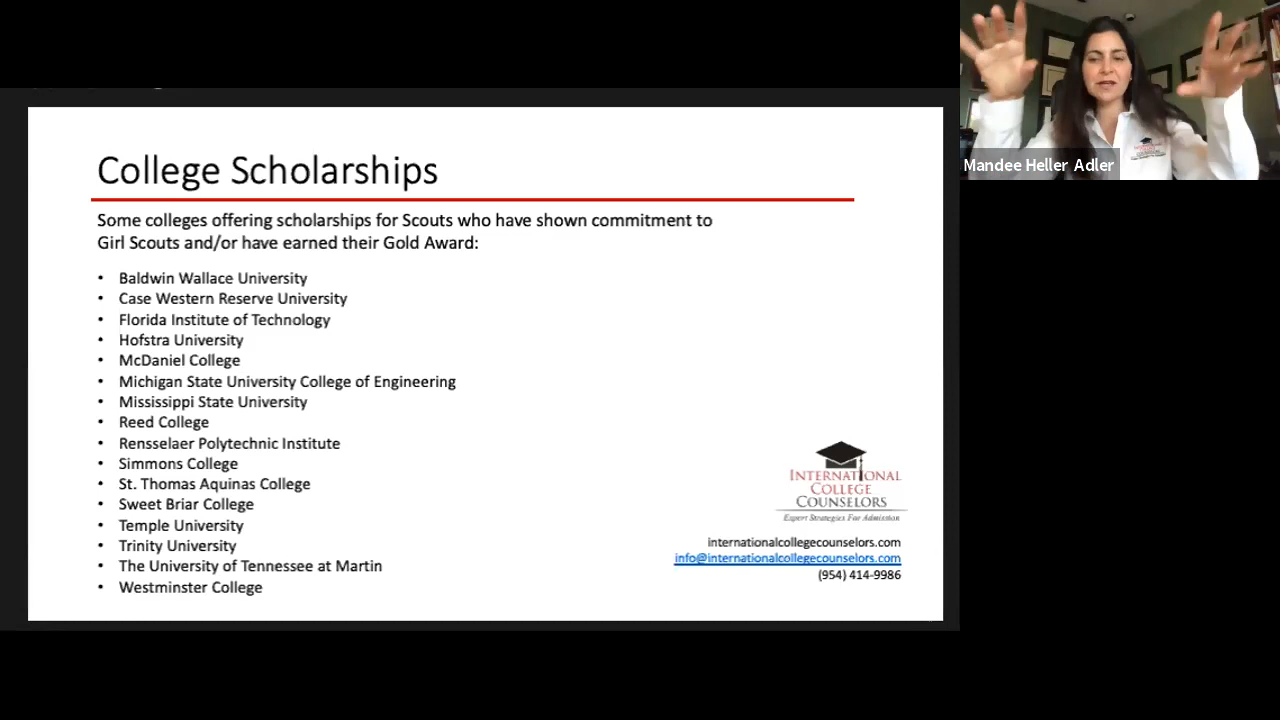 College Scholarships
Some colleges offering scholarships for Scouts who have shown commitment to
Girl Scouts and/or have earned their Gold Award:
• Baldwin Wallace University
• Case Western Reserve University
• Florida Institute of Technology
• Hofstra University
• McDaniel College
• Michigan State University College of Engineering
• Mississippi State University
• Reed College
• Rensselaer Polytechnic Institute
• Simmons College
• St. Thomas Aquinas College
• Sweet Briar College
• Temple University
• Trinity University
• The University of Tennessee at Martin
• Westminster College
INTERNATIONAL
COLLEGE
COUNSELORS
Expert Strategies For Admission
internationalcollegecounselors.com
info@internationalcollegecounselors.com
(954) 414-9986
Mandee Heller Adler